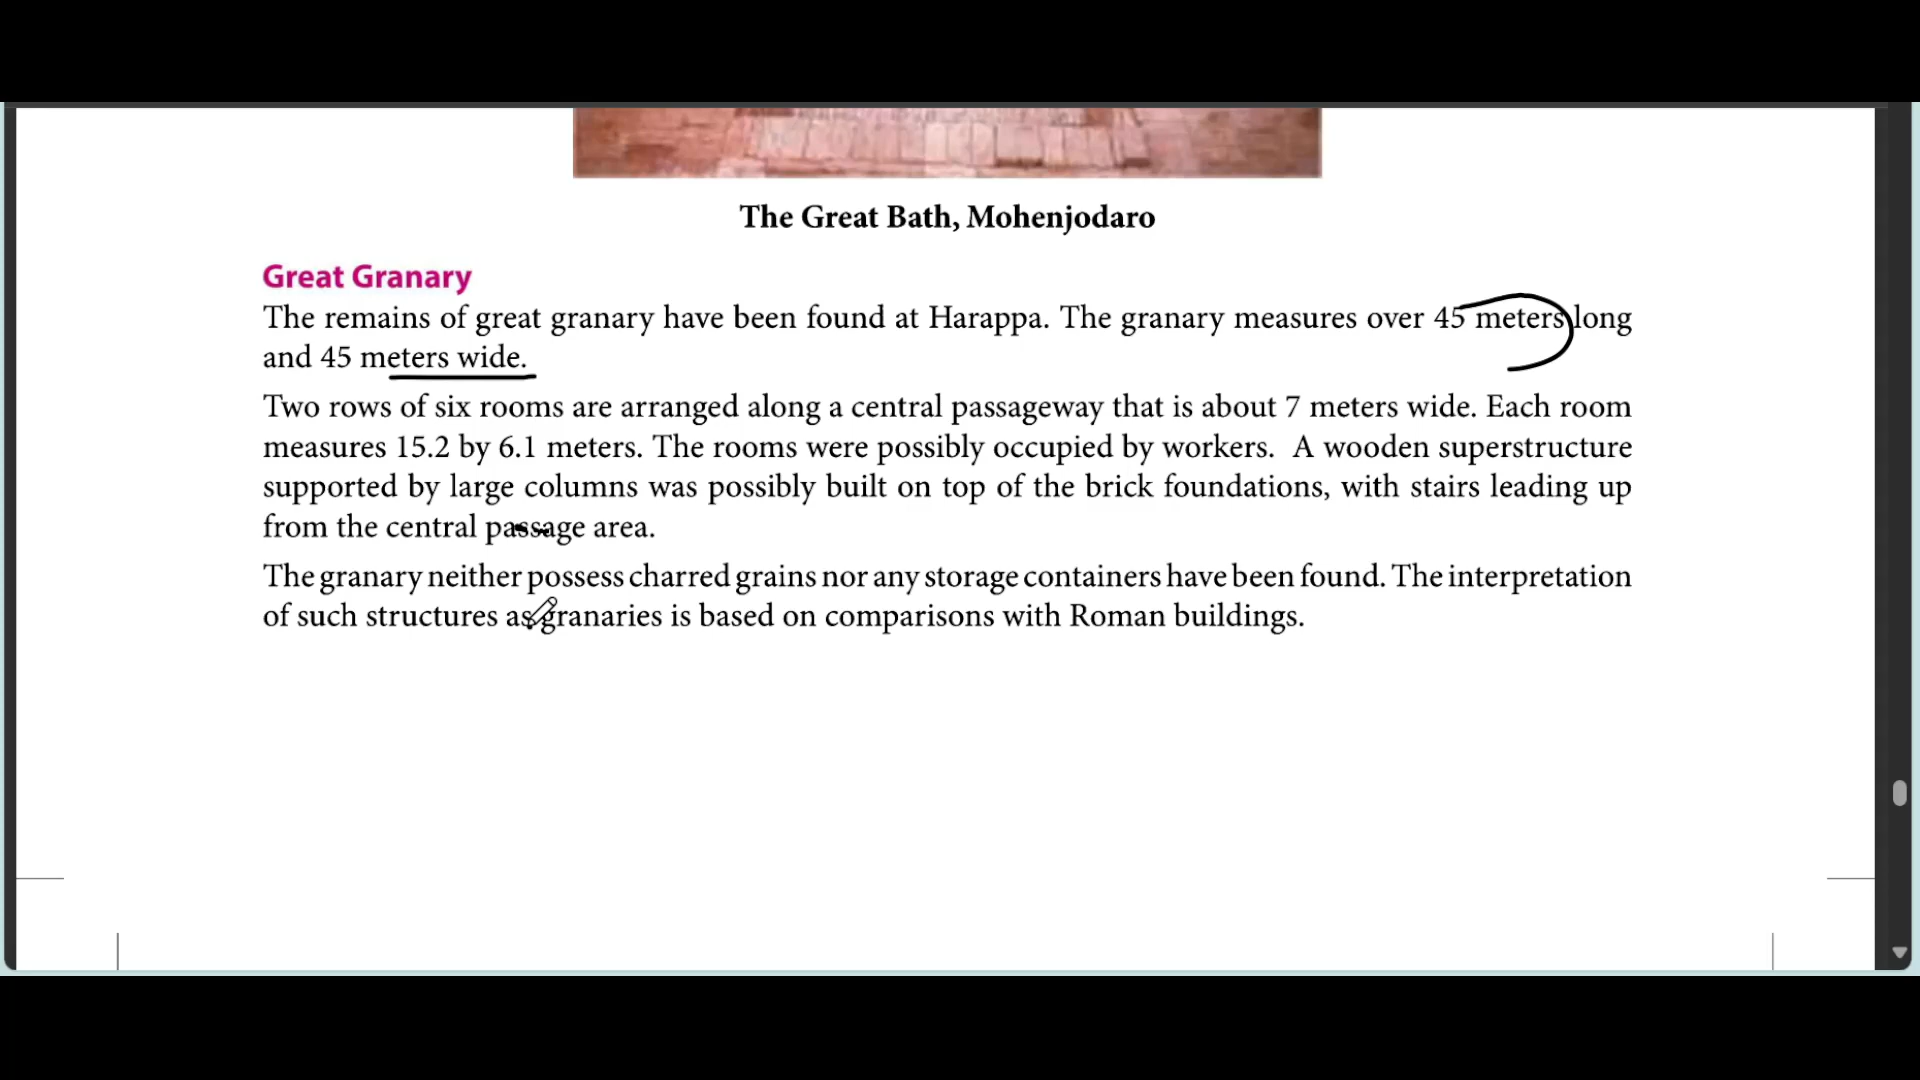 The Great Bath, Mohenjodaro
Great Granary
The remains of great granary have been found at Harappa. The granary measures over 45 meters long
and 45 meters wide.
Two rows of six rooms are arranged along a central passageway that is about 7 meters wide. Each room
measures 15.2 by 6.1 meters. The rooms were possibly occupied by workers. A wooden superstructure
supported by large columns was possibly built on top of the brick foundations, with stairs leading up
from the central passage area.
The granary neither possess charred grains nor any storage containers have been found. The interpretation
of such structures as granaries is based on comparisons with Roman buildings.